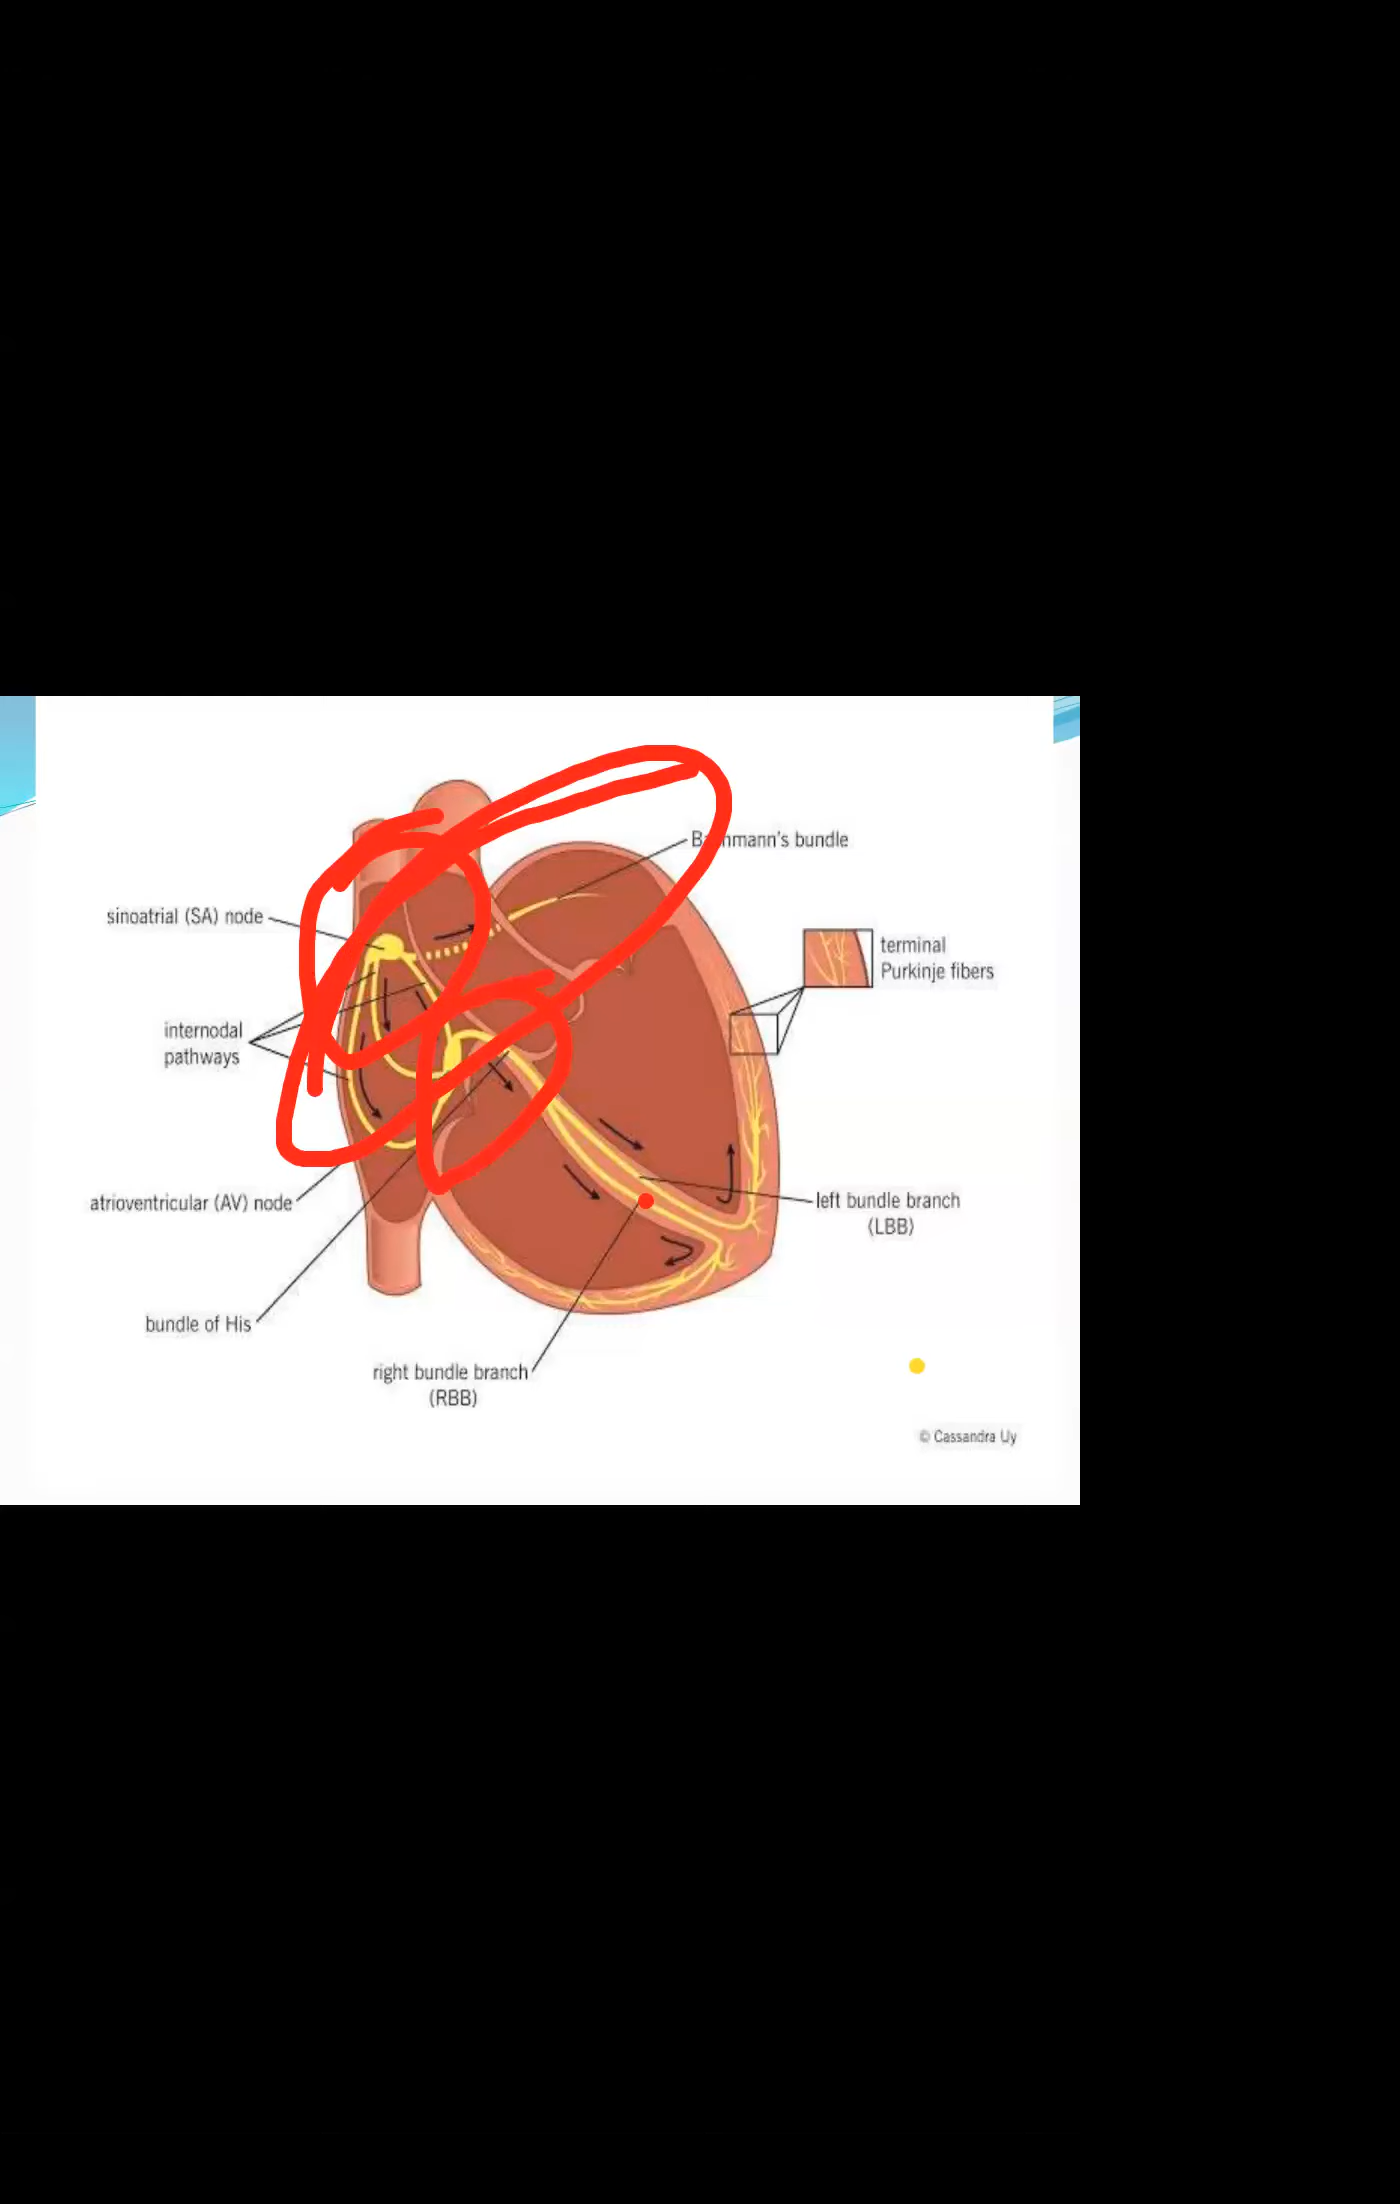 Bachmann's bundle
sinoatrial (SA) node
terminal
Purkinje fibers
internodal
pathways
atrioventricular (AV) node
left bundle branch
(LBB)
bundle of His
right bundle branch
(RBB)
© Cassandra Uy